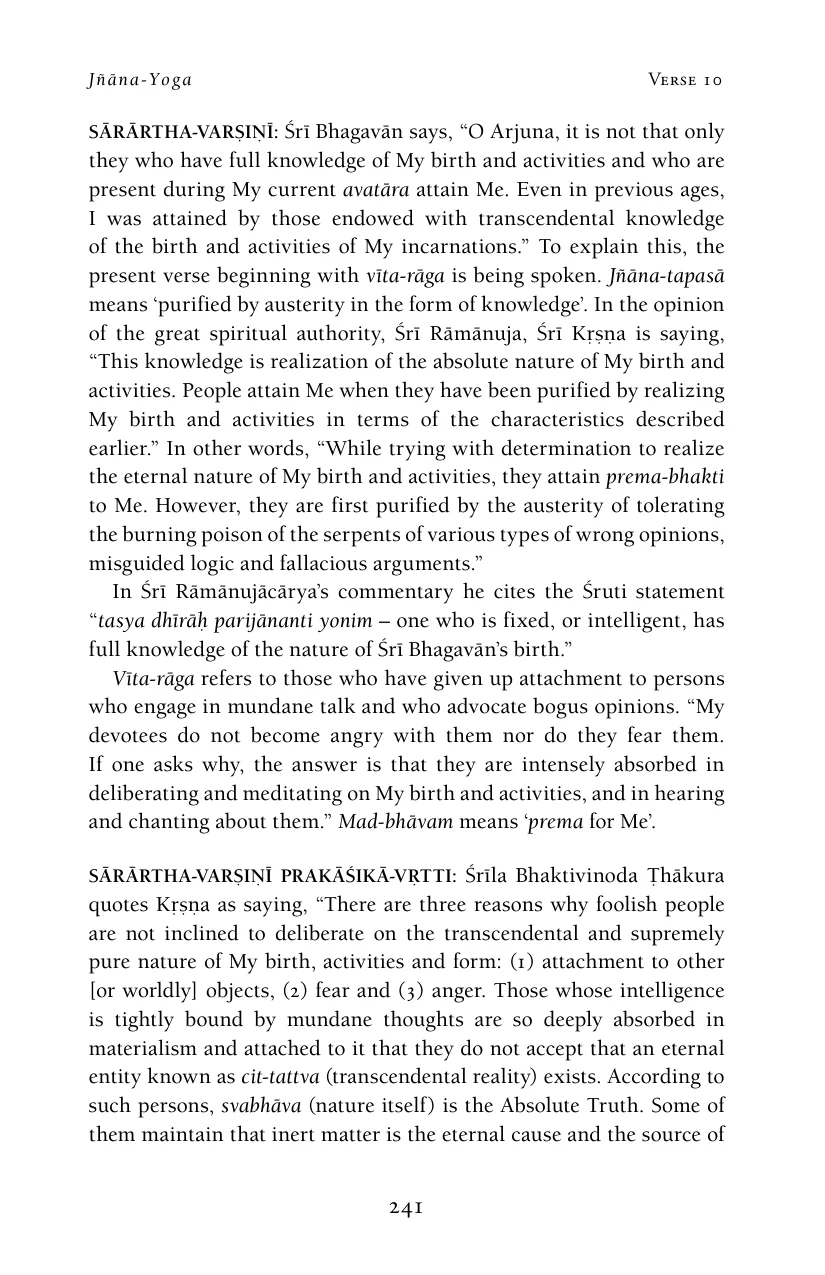 Jñāna-Yoga Verse 10
SĀRĀRTHA-VARṢIṆĪ: Śrī Bhagavān says, “O Arjuna, it is not that only
they who have full knowledge of My birth and activities and who are
present during My current avatāra attain Me. Even in previous ages,
I was attained by those endowed with transcendental knowledge
of the birth and activities of My incarnations.” To explain this, the
present verse beginning with vīta-rāga is being spoken. Jñāna-tapasā
means ‘purified by austerity in the form of knowledge’. In the opinion
of the great spiritual authority, Śrī Rāmānuja, Śrī Kṛṣṇa is saying,
“This knowledge is realization of the absolute nature of My birth and
activities. People attain Me when they have been purified by realizing
My birth and activities in terms of the characteristics described
earlier.” In other words, “While trying with determination to realize
the eternal nature of My birth and activities, they attain prema-bhakti
to Me. However, they are first purified by the austerity of tolerating
the burning poison of the serpents of various types of wrong opinions,
misguided logic and fallacious arguments.”
In Śrī Rāmānujācārya’s commentary he cites the Śruti statement
“tasya dhīrāḥ parijānanti yonim – one who is fixed, or intelligent, has
full knowledge of the nature of Śrī Bhagavān’s birth.”
Vīta-rāga refers to those who have given up attachment to persons
who engage in mundane talk and who advocate bogus opinions. “My
devotees do not become angry with them nor do they fear them.
If one asks why, the answer is that they are intensely absorbed in
deliberating and meditating on My birth and activities, and in hearing
and chanting about them.” Mad-bhāvam means ‘prema for Me’.
SĀRĀRTHA-VARṢIṆĪ PRAKĀŚIKĀ-VṚTTI: Śrīla Bhaktivinoda Ṭhākura
quotes Kṛṣṇa as saying, “There are three reasons why foolish people
are not inclined to deliberate on the transcendental and supremely
pure nature of My birth, activities and form: (1) attachment to other
[or worldly] objects, (2) fear and (3) anger. Those whose intelligence
is tightly bound by mundane thoughts are so deeply absorbed in
materialism and attached to it that they do not accept that an eternal
entity known as cit-tattva (transcendental reality) exists. According to
such persons, svabhāva (nature itself) is the Absolute Truth. Some of
them maintain that inert matter is the eternal cause and the source of
241